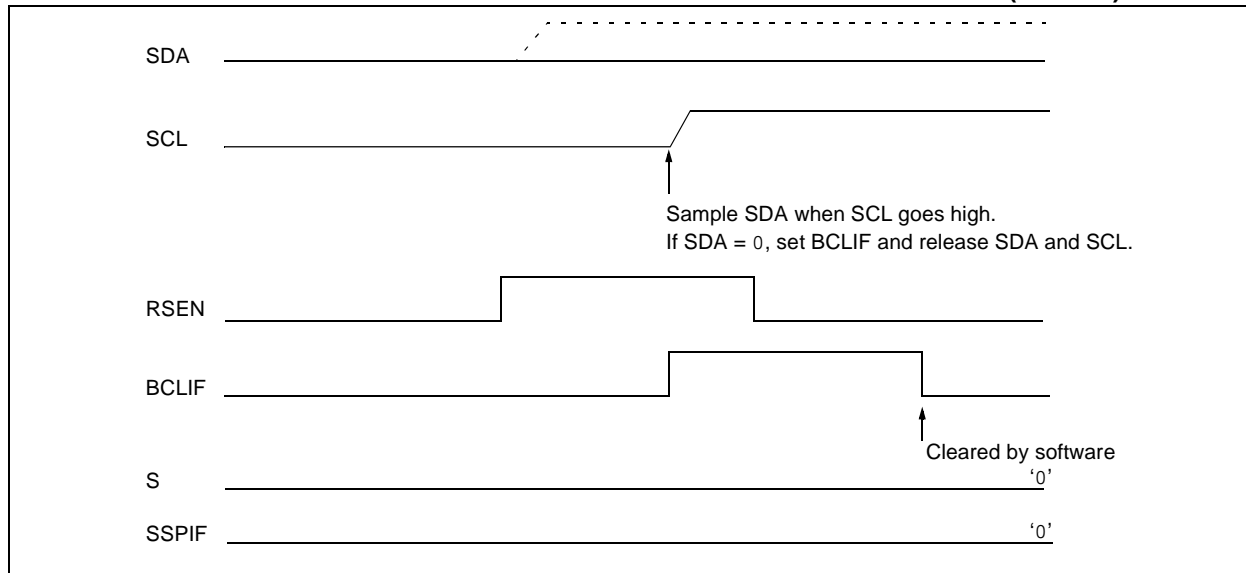 SDA
SCL
Sample SDA when SCL goes high.
If SDA = 0, set BCLIF and release SDA and SCL.
RSEN
BCLIF
Cleared by software
S
‘0’
SSPIF
‘0’